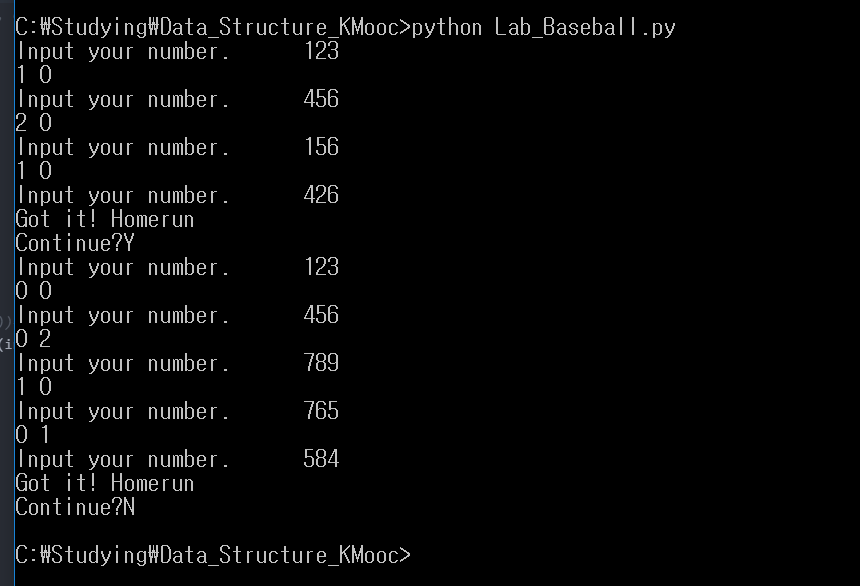 C:₩Studying₩Data_Structure_KMooc>python Lab_Baseball.py
Input your number.      123
1 0
Input your number.      456
2 0
Input your number.      156
1 0
Input your number.      426
Got it! Homerun
Continue?Y
Input your number.      123
0 0
Input your number.      456
0 2
Input your number.      789
1 0
Input your number.      765
0 1
Input your number.      584
Got it! Homerun
Continue?N
C:₩Studying₩Data_Structure_KMooc>